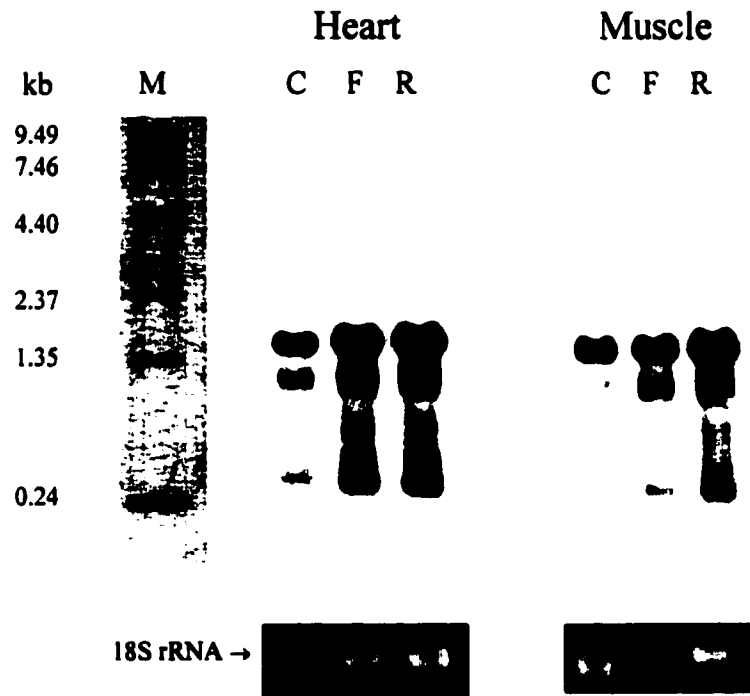 Heart Muscle
kb M C F R C F R
9.49
7.46
4.40
2.37
1.35
0.24
18S rRNA →